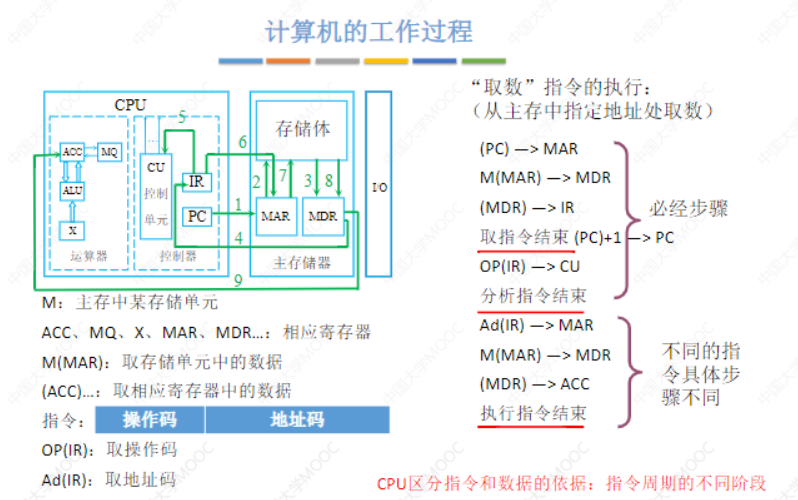 计算机的工作过程
“取数”指令的执行:
(从主存中指定地址处取数)
CPU
ACC
MQ
ALU
X
运算器
...
CU
控制
单元
IR
PC
控制器
存储体
MAR
MDR
主存储器
I/O
5
6
2
7
3
8
1
4
9
(PC) —> MAR
M(MAR) —> MDR
(MDR) —> IR
取指令结束 (PC)+1 —> PC
OP(IR) —> CU
分析指令结束
必经步骤
Ad(IR) —> MAR
M(MAR) —> MDR
(MDR) —> ACC
执行指令结束
不同的指
令具体步
骤不同
M: 主存中某存储单元
ACC、MQ、X、MAR、MDR...: 相应寄存器
M(MAR): 取存储单元中的数据
(ACC)...: 取相应寄存器中的数据
指令: 操作码 地址码
OP(IR): 取操作码
Ad(IR): 取地址码
CPU区分指令和数据的依据: 指令周期的不同阶段
中国大学MOOC